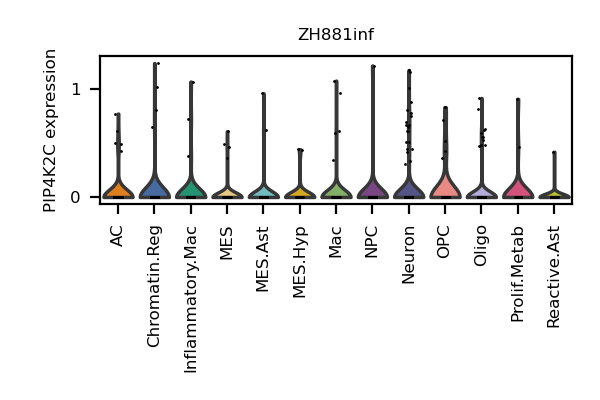 ZH881inf
PIP4K2C expression
1
0
AC
Chromatin.Reg
Inflammatory.Mac
MES
MES.Ast
MES.Hyp
Mac
NPC
Neuron
OPC
Oligo
Prolif.Metab
Reactive.Ast